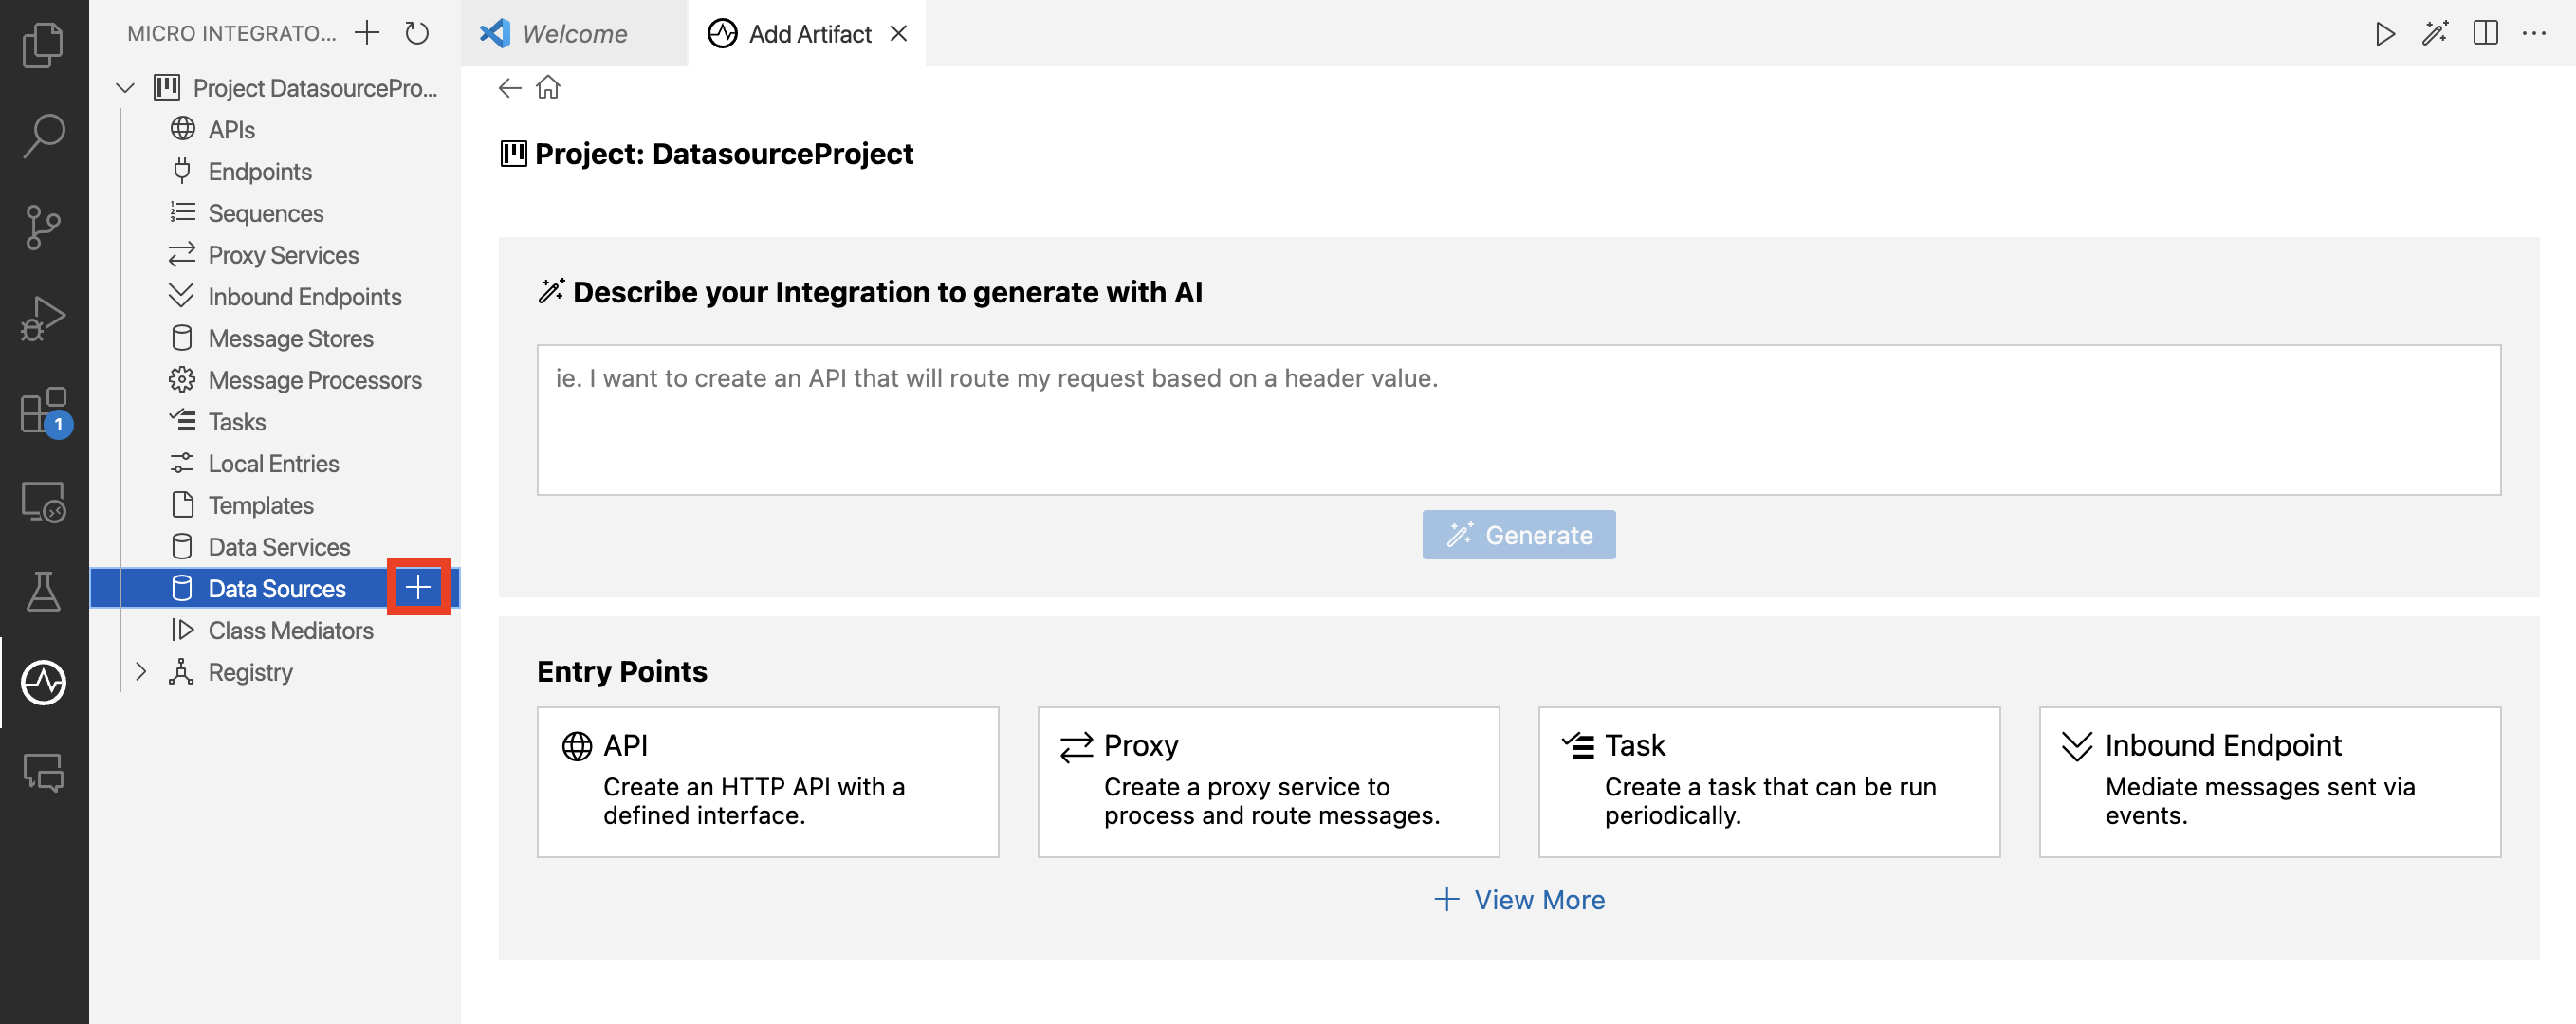 MICRO INTEGRATO...
Project DatasourcePro...
APIs
Endpoints
Sequences
Proxy Services
Inbound Endpoints
Message Stores
Message Processors
Tasks
Local Entries
Templates
Data Services
Data Sources
Class Mediators
Registry
1
Welcome
Add Artifact
Project: DatasourceProject
Describe your Integration to generate with AI
ie. I want to create an API that will route my request based on a header value.
Generate
Entry Points
API
Create an HTTP API with a
defined interface.
Proxy
Create a proxy service to
process and route messages.
Task
Create a task that can be run
periodically.
Inbound Endpoint
Mediate messages sent via
events.
View More